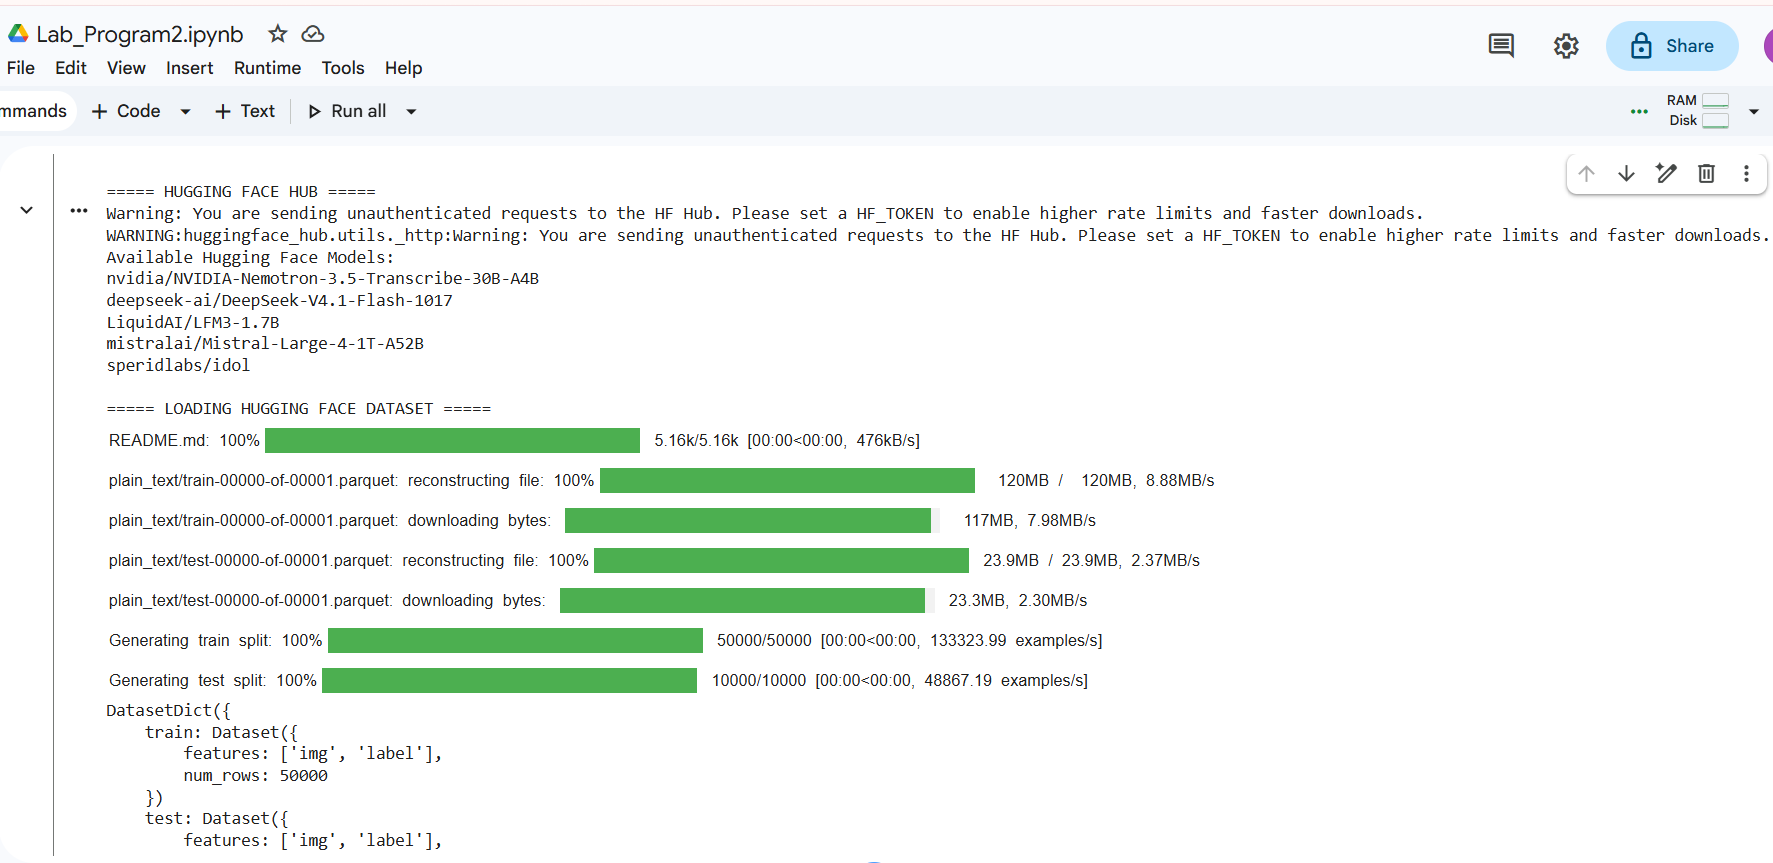 Lab_Program2.ipynb
File Edit View Insert Runtime Tools Help
Share
mmands + Code + Text Run all
RAM
Disk
===== HUGGING FACE HUB =====
Warning: You are sending unauthenticated requests to the HF Hub. Please set a HF_TOKEN to enable higher rate limits and faster downloads.
WARNING:huggingface_hub.utils._http:Warning: You are sending unauthenticated requests to the HF Hub. Please set a HF_TOKEN to enable higher rate limits and faster downloads.
Available Hugging Face Models:
nvidia/NVIDIA-Nemotron-3.5-Transcribe-30B-A4B
deepseek-ai/DeepSeek-V4.1-Flash-1017
LiquidAI/LFM3-1.7B
mistralai/Mistral-Large-4-1T-A52B
speridlabs/idol
===== LOADING HUGGING FACE DATASET =====
README.md: 100% 5.16k/5.16k [00:00<00:00, 476kB/s]
plain_text/train-00000-of-00001.parquet: reconstructing file: 100% 120MB / 120MB, 8.88MB/s
plain_text/train-00000-of-00001.parquet: downloading bytes: 117MB, 7.98MB/s
plain_text/test-00000-of-00001.parquet: reconstructing file: 100% 23.9MB / 23.9MB, 2.37MB/s
plain_text/test-00000-of-00001.parquet: downloading bytes: 23.3MB, 2.30MB/s
Generating train split: 100% 50000/50000 [00:00<00:00, 133323.99 examples/s]
Generating test split: 100% 10000/10000 [00:00<00:00, 48867.19 examples/s]
DatasetDict({
    train: Dataset({
        features: ['img', 'label'],
        num_rows: 50000
    })
    test: Dataset({
        features: ['img', 'label'],